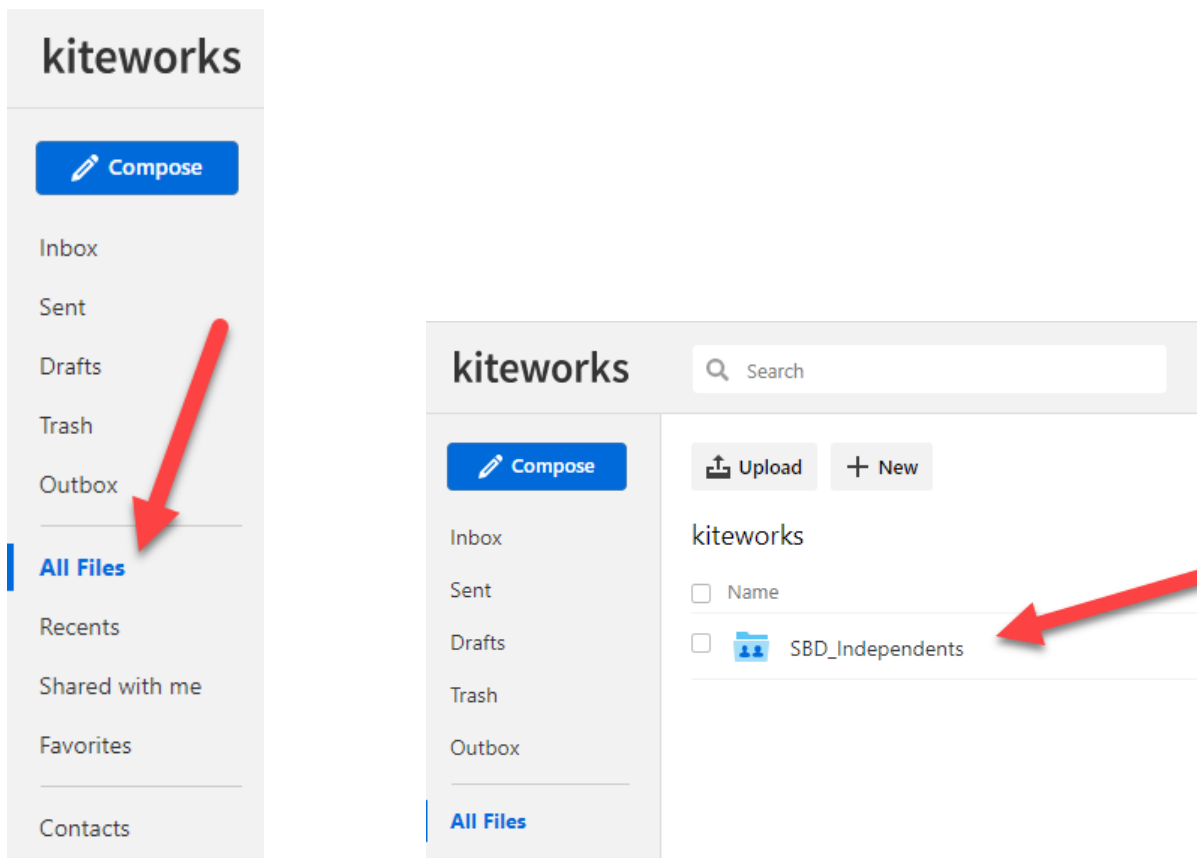 kiteworks
Compose
Inbox
Sent
Drafts
Trash
Outbox
All Files
Recents
Shared with me
Favorites
Contacts
kiteworks
Search
Compose
Upload
New
Inbox
Sent
Drafts
Trash
Outbox
All Files
kiteworks
Name
SBD_Independents